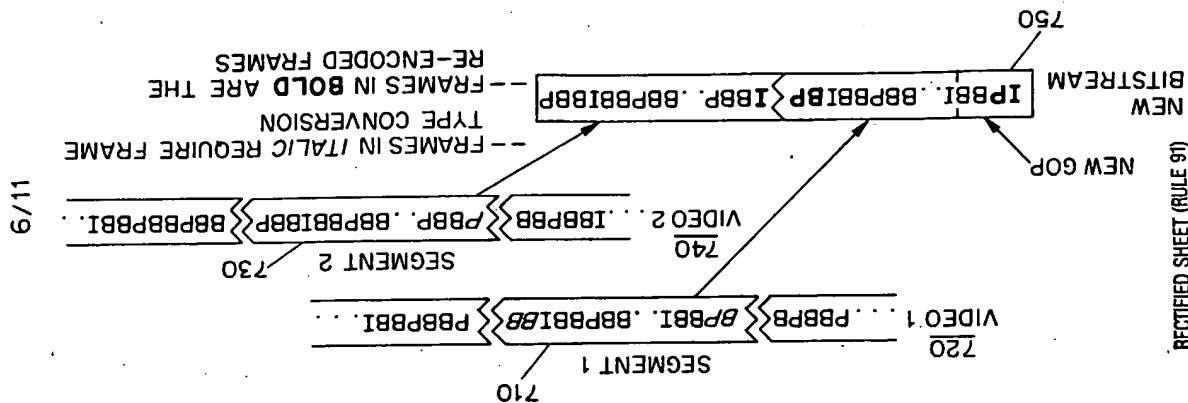 710
SEGMENT 1
720
VIDEO 1 . . . . PBBPB BPBBI. . . BBPBBIBB PBBPBBI . . .
730
SEGMENT 2
740
VIDEO 2 . . . IBBPBB PBBP. . . BBPBBIBBP BBPBBPBBI. . .
NEW GOP
--FRAMES IN ITALIC REQUIRE FRAME
TYPE CONVERSION
--FRAMES IN BOLD ARE THE
RE-ENCODED FRAMES
NEW
BITSTREAM
IPBBI. . . BBPBBIBP IBBP. . . BBPBBIBBP
750
6/11
RECTIFIED SHEET (RULE 91)